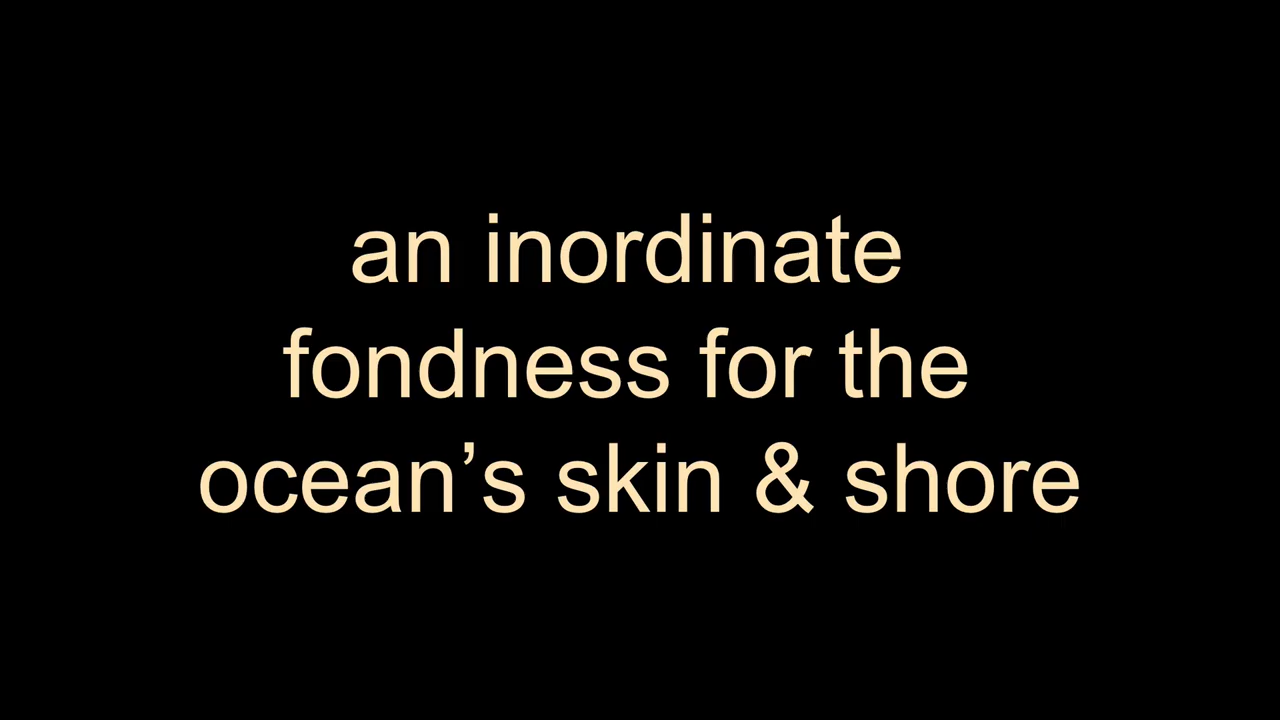 an inordinate
fondness for the
ocean’s skin & shore